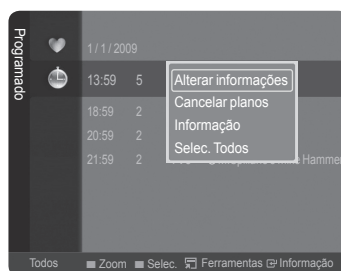 Programado
1 / 1 / 2009
13:59 5
Alterar informações
Cancelar planos
Informação
Selec. Todos
18:59 2
20:59 2
21:59 2 Hammer
Todos Zoom Selec. Ferramentas Informação